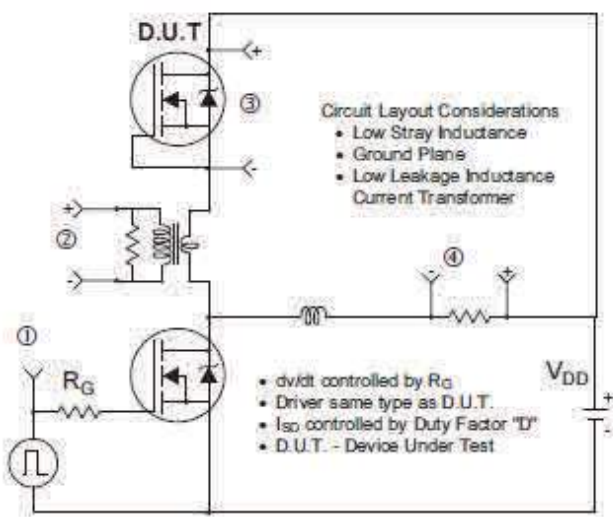 D.U.T
+
③
-
Circuit Layout Considerations
• Low Stray Inductance
• Ground Plane
• Low Leakage Inductance
Current Transformer
+
②
-
④
-
+
①
RG
• dv/dt controlled by RG
• Driver same type as D.U.T.
• ISD controlled by Duty Factor "D"
• D.U.T. - Device Under Test
VDD
+
-